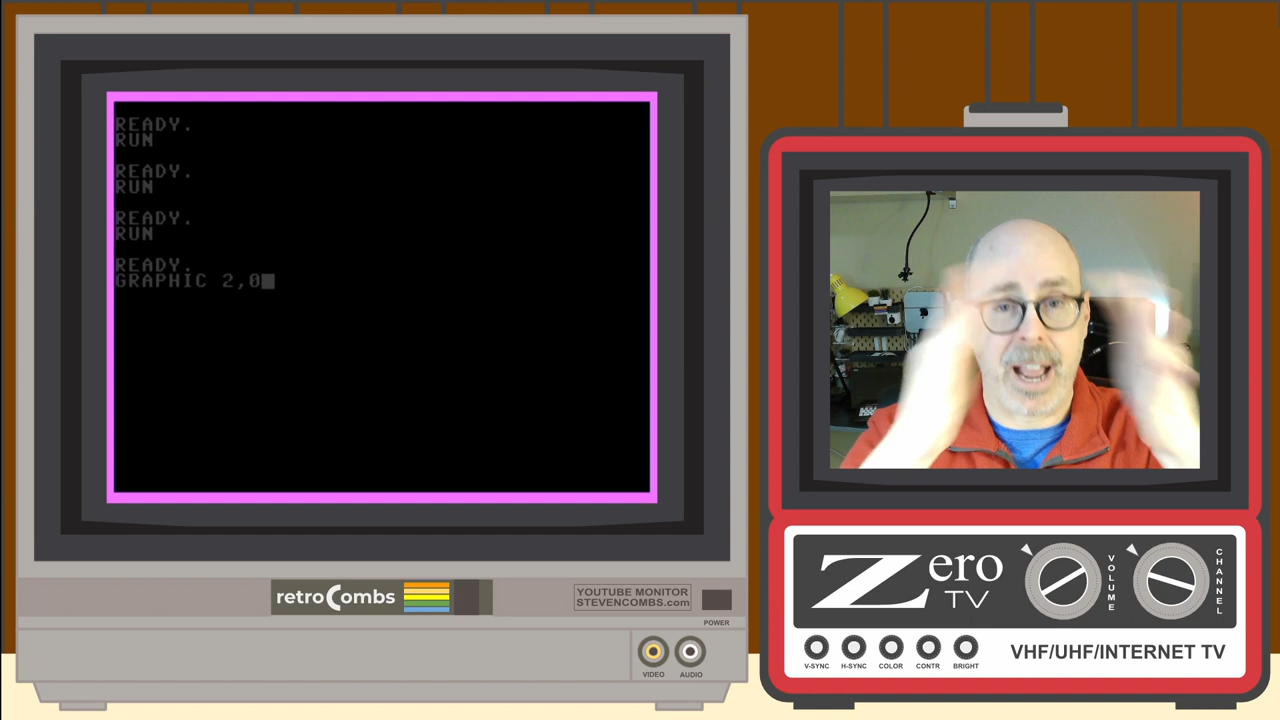 READY.
RUN
READY.
RUN
READY.
RUN
READY.
GRAPHIC 2,0
retroCombs
YOUTUBE MONITOR
STEVENCOMBS.com
POWER
VIDEO
AUDIO
Zero
TV
VOLUME
CHANNEL
V-SYNC
H-SYNC
COLOR
CONTR
BRIGHT
VHF/UHF/INTERNET TV